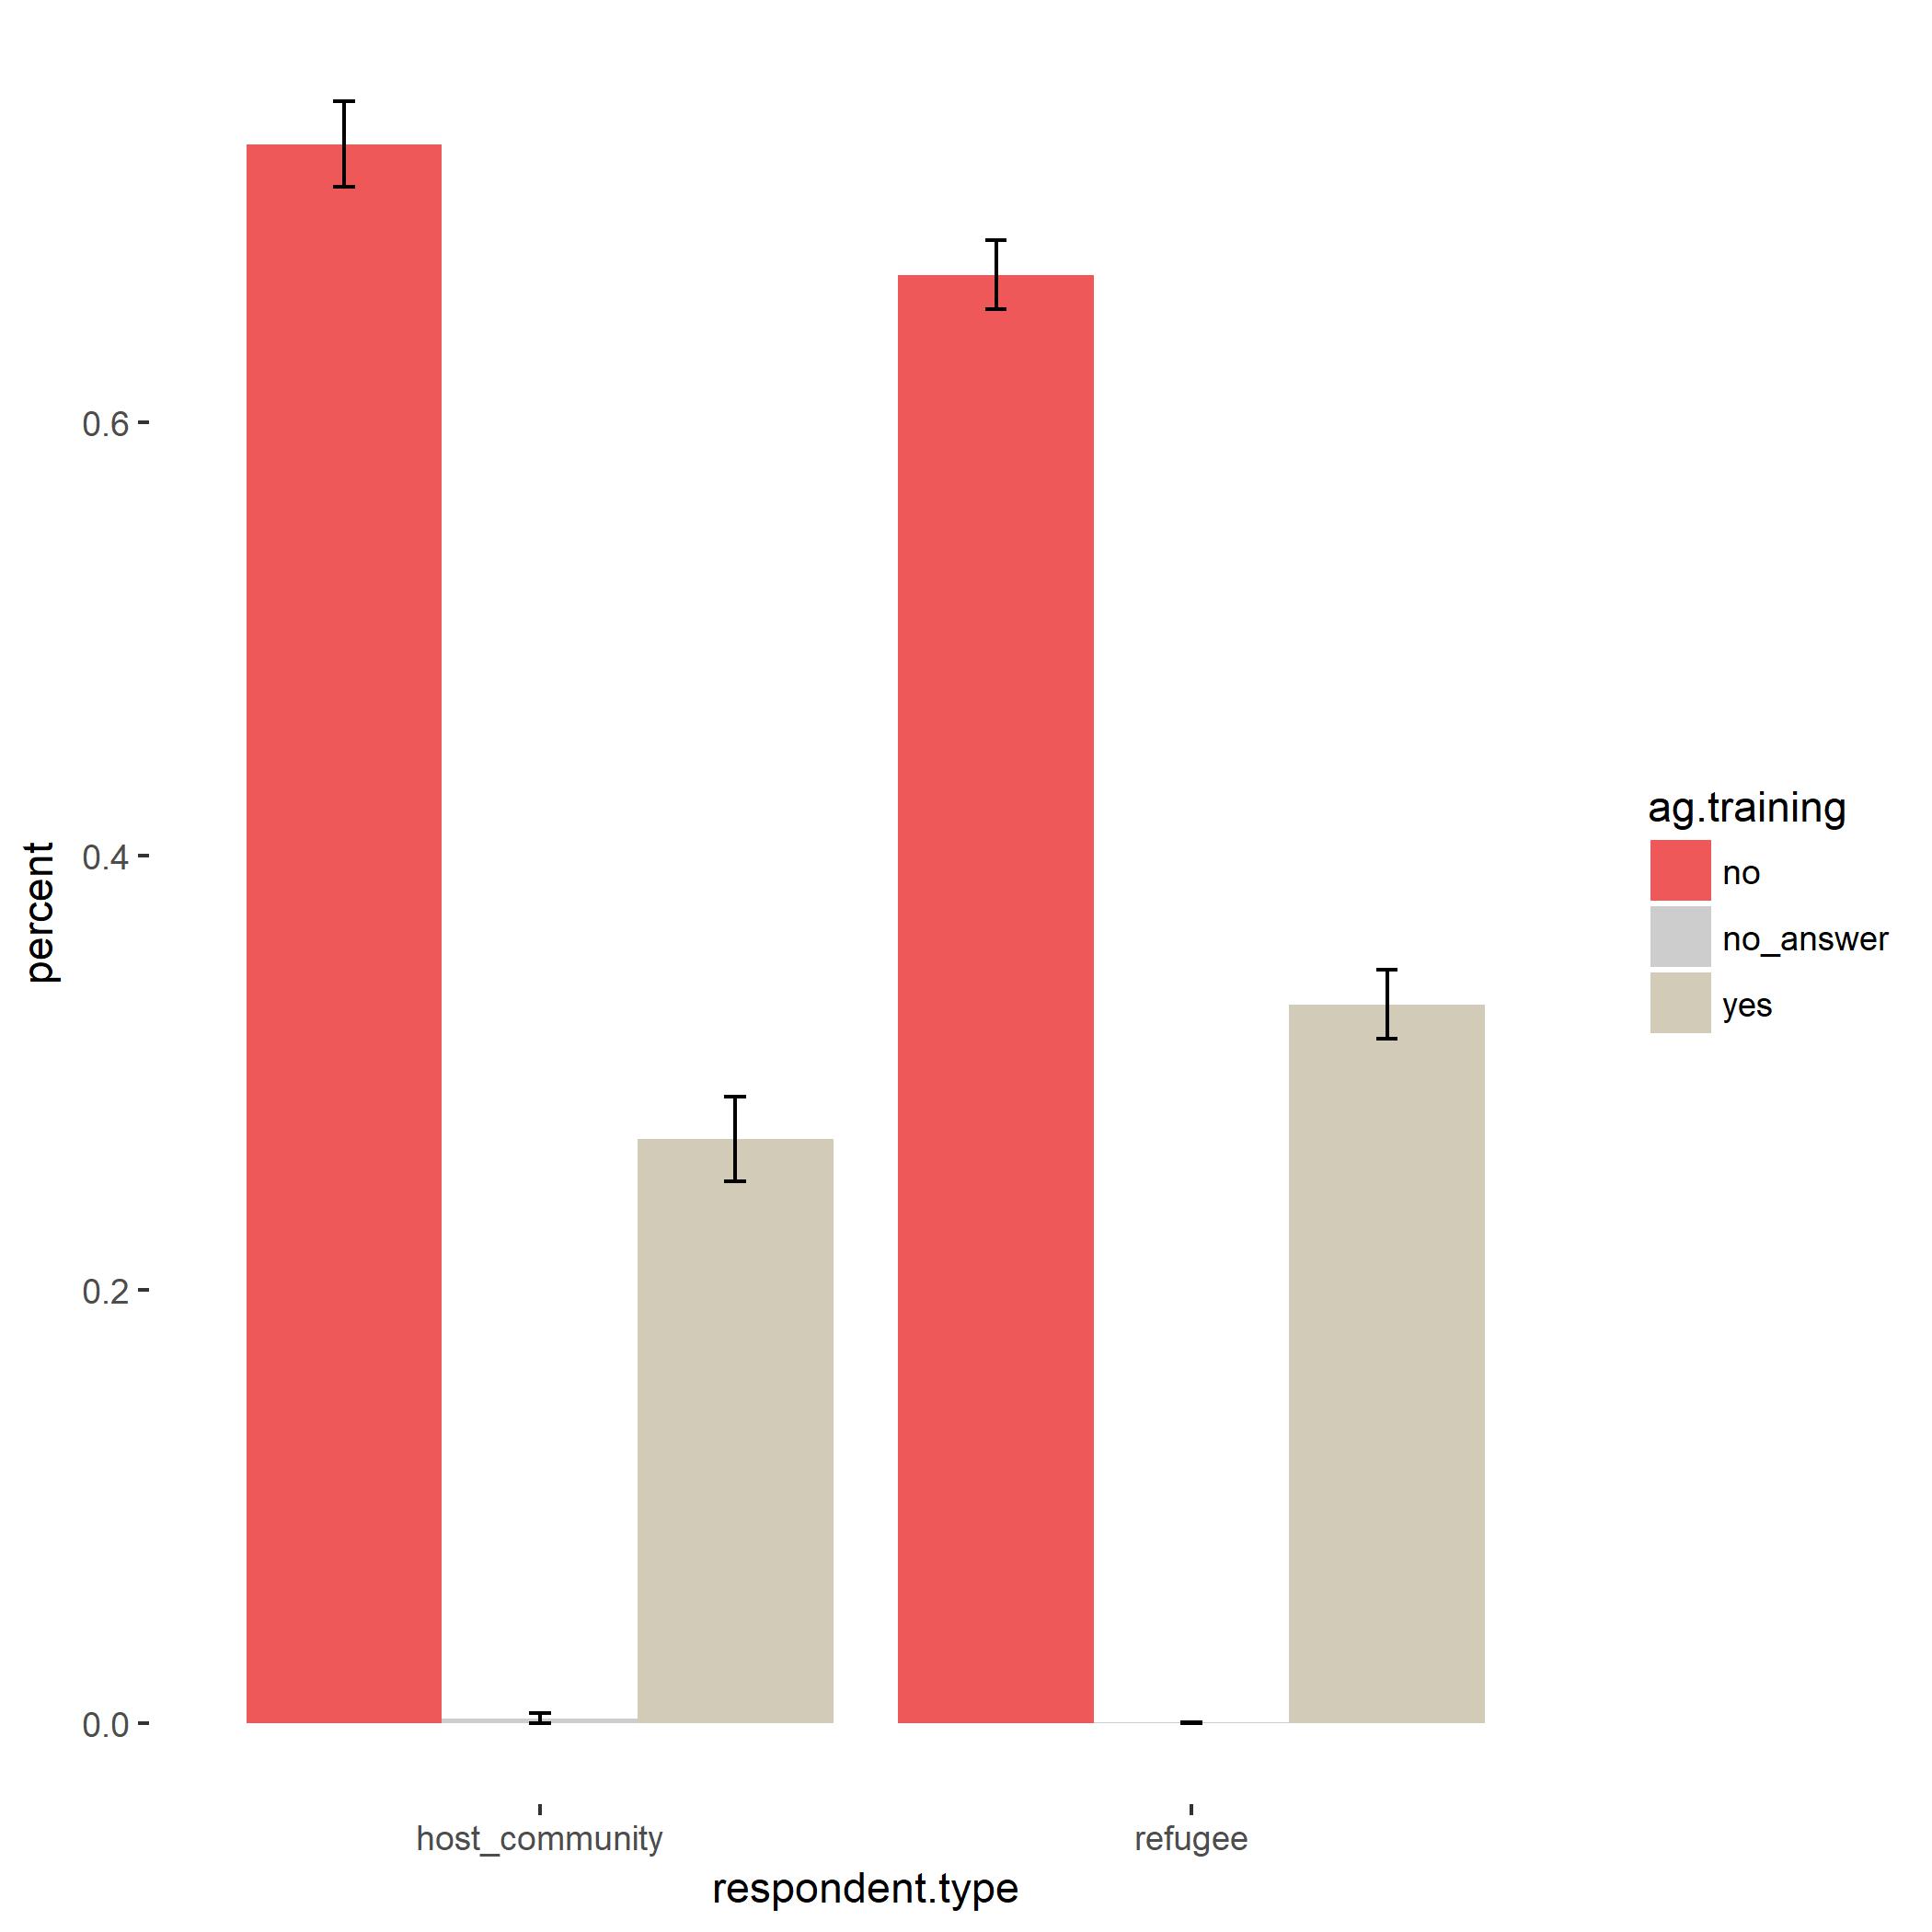 percent
0.6
0.4
0.2
0.0
host_community
refugee
respondent.type
ag.training
no
no_answer
yes